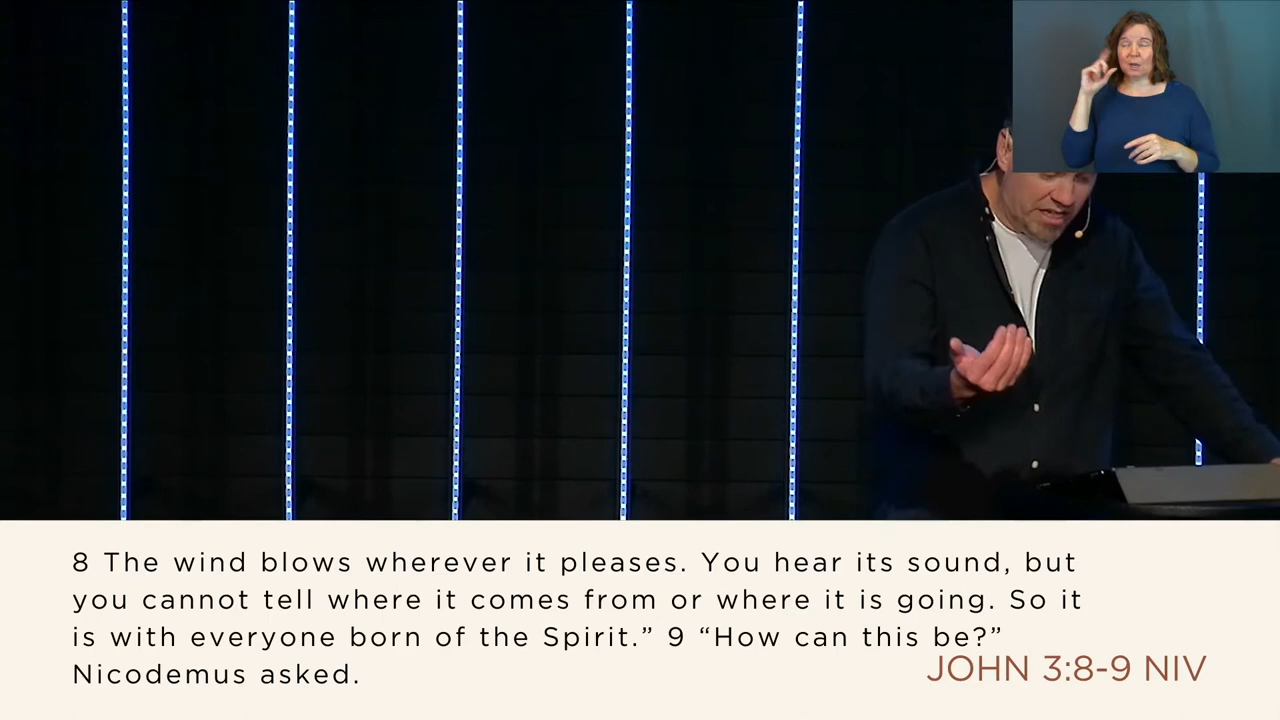 8 The wind blows wherever it pleases. You hear its sound, but
you cannot tell where it comes from or where it is going. So it
is with everyone born of the Spirit.” 9 “How can this be?”
Nicodemus asked.
JOHN 3:8-9 NIV